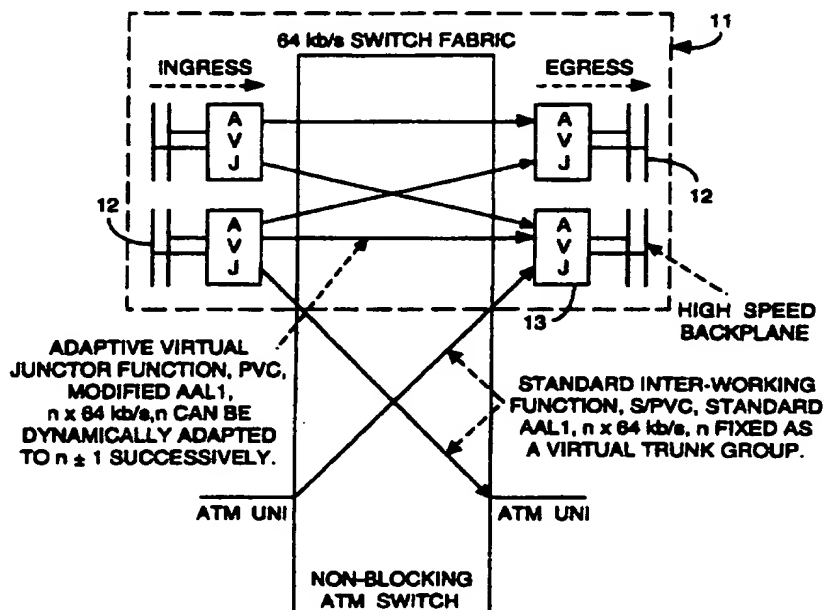 64 kb/s SWITCH FABRIC
11
INGRESS
EGRESS
A
V
J
A
V
J
12
12
A
V
J
A
V
J
13
HIGH SPEED
BACKPLANE
ADAPTIVE VIRTUAL
JUNCTOR FUNCTION, PVC,
MODIFIED AAL1,
n x 64 kb/s,n CAN BE
DYNAMICALLY ADAPTED
TO n ± 1 SUCCESSIVELY.
STANDARD INTER-WORKING
FUNCTION, S/PVC, STANDARD
AAL1, n x 64 kb/s, n FIXED AS
A VIRTUAL TRUNK GROUP.
ATM UNI
ATM UNI
NON-BLOCKING
ATM SWITCH